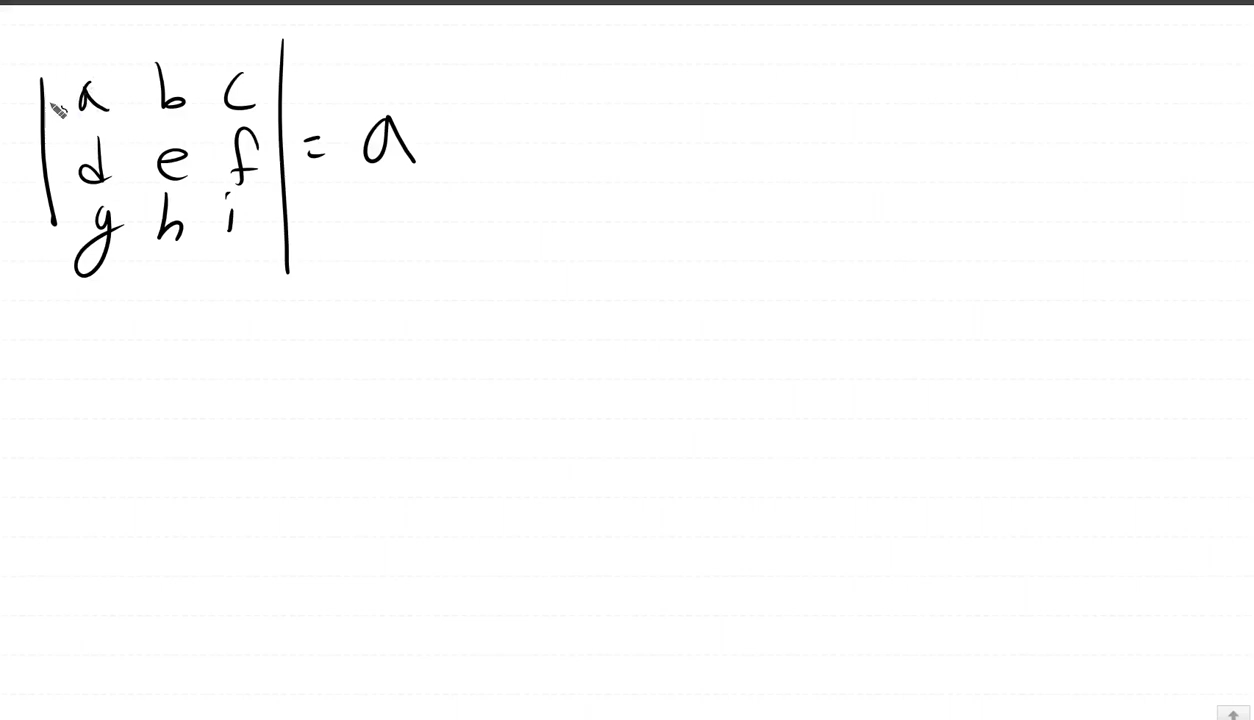 | a b c |
| d e f | = a
| g h i |